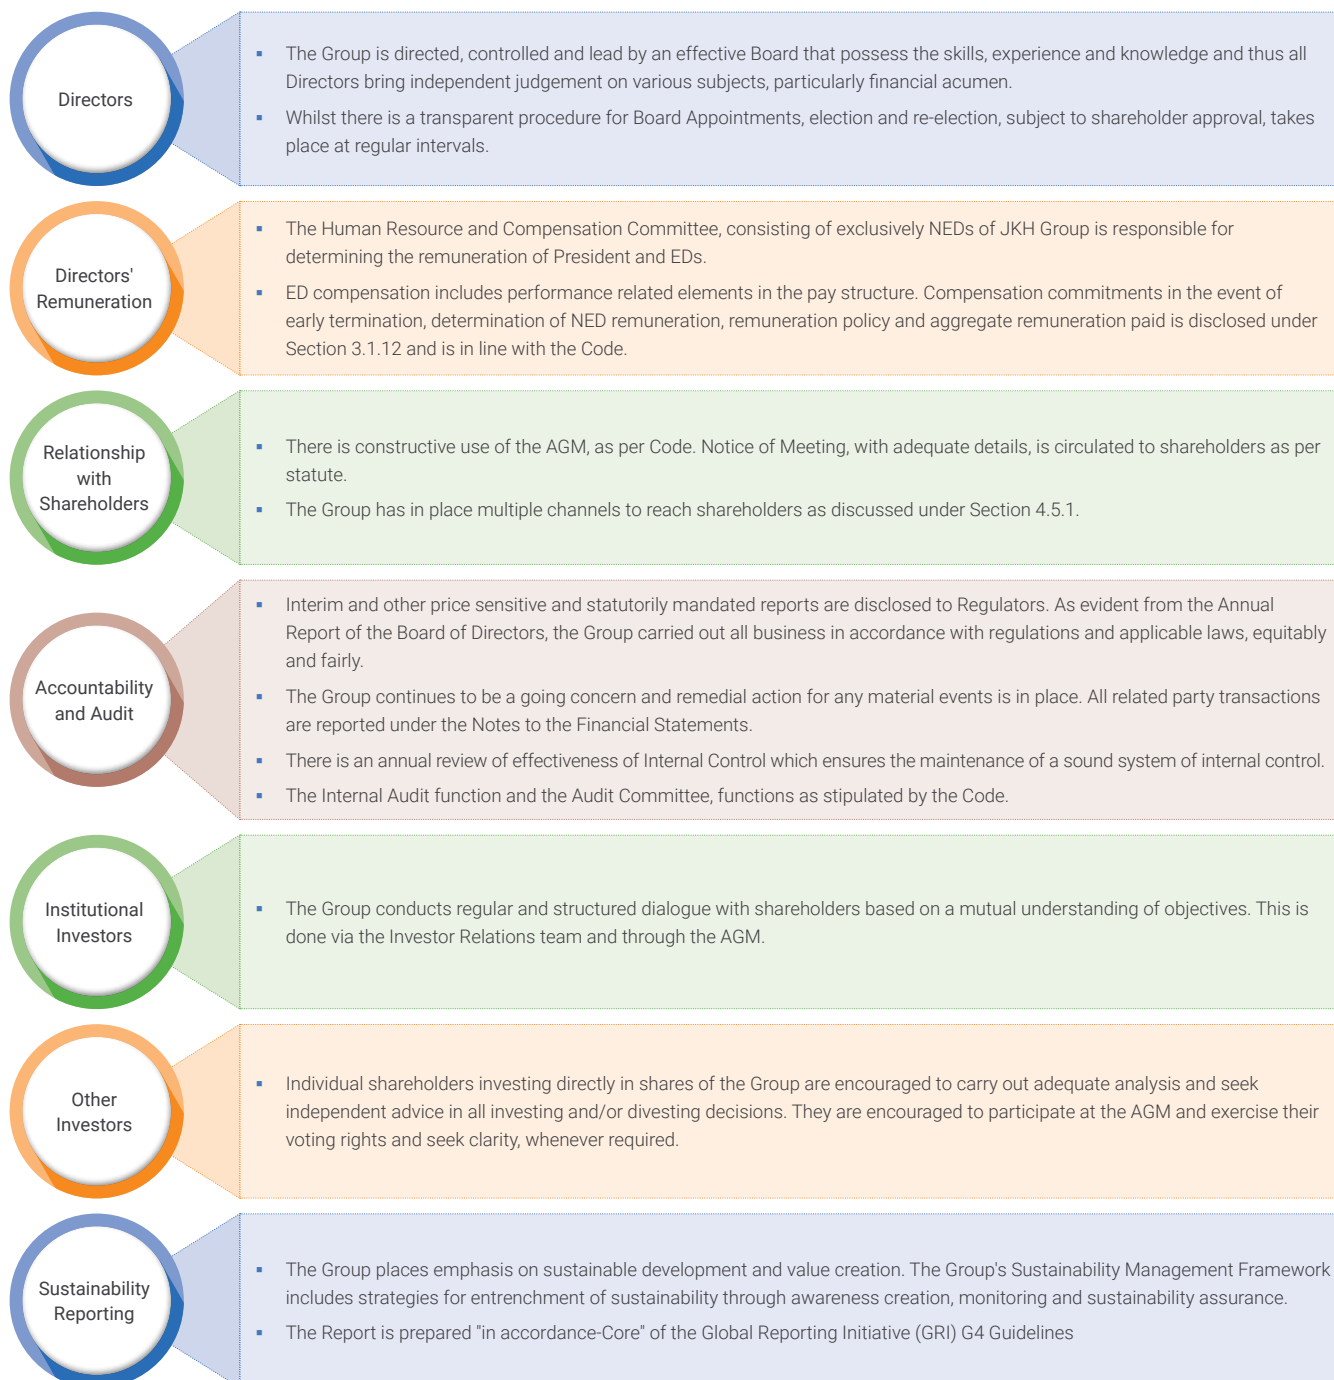 Directors
▪ The Group is directed, controlled and lead by an effective Board that possess the skills, experience and knowledge and thus all
Directors bring independent judgement on various subjects, particularly financial acumen.
▪ Whilst there is a transparent procedure for Board Appointments, election and re-election, subject to shareholder approval, takes
place at regular intervals.
Directors'
Remuneration
▪ The Human Resource and Compensation Committee, consisting of exclusively NEDs of JKH Group is responsible for
determining the remuneration of President and EDs.
▪ ED compensation includes performance related elements in the pay structure. Compensation commitments in the event of
early termination, determination of NED remuneration, remuneration policy and aggregate remuneration paid is disclosed under
Section 3.1.12 and is in line with the Code.
Relationship
with
Shareholders
▪ There is constructive use of the AGM, as per Code. Notice of Meeting, with adequate details, is circulated to shareholders as per
statute.
▪ The Group has in place multiple channels to reach shareholders as discussed under Section 4.5.1.
Accountability
and Audit
▪ Interim and other price sensitive and statutorily mandated reports are disclosed to Regulators. As evident from the Annual
Report of the Board of Directors, the Group carried out all business in accordance with regulations and applicable laws, equitably
and fairly.
▪ The Group continues to be a going concern and remedial action for any material events is in place. All related party transactions
are reported under the Notes to the Financial Statements.
▪ There is an annual review of effectiveness of Internal Control which ensures the maintenance of a sound system of internal control.
▪ The Internal Audit function and the Audit Committee, functions as stipulated by the Code.
Institutional
Investors
▪ The Group conducts regular and structured dialogue with shareholders based on a mutual understanding of objectives. This is
done via the Investor Relations team and through the AGM.
Other
Investors
▪ Individual shareholders investing directly in shares of the Group are encouraged to carry out adequate analysis and seek
independent advice in all investing and/or divesting decisions. They are encouraged to participate at the AGM and exercise their
voting rights and seek clarity, whenever required.
Sustainability
Reporting
▪ The Group places emphasis on sustainable development and value creation. The Group's Sustainability Management Framework
includes strategies for entrenchment of sustainability through awareness creation, monitoring and sustainability assurance.
▪ The Report is prepared "in accordance-Core" of the Global Reporting Initiative (GRI) G4 Guidelines